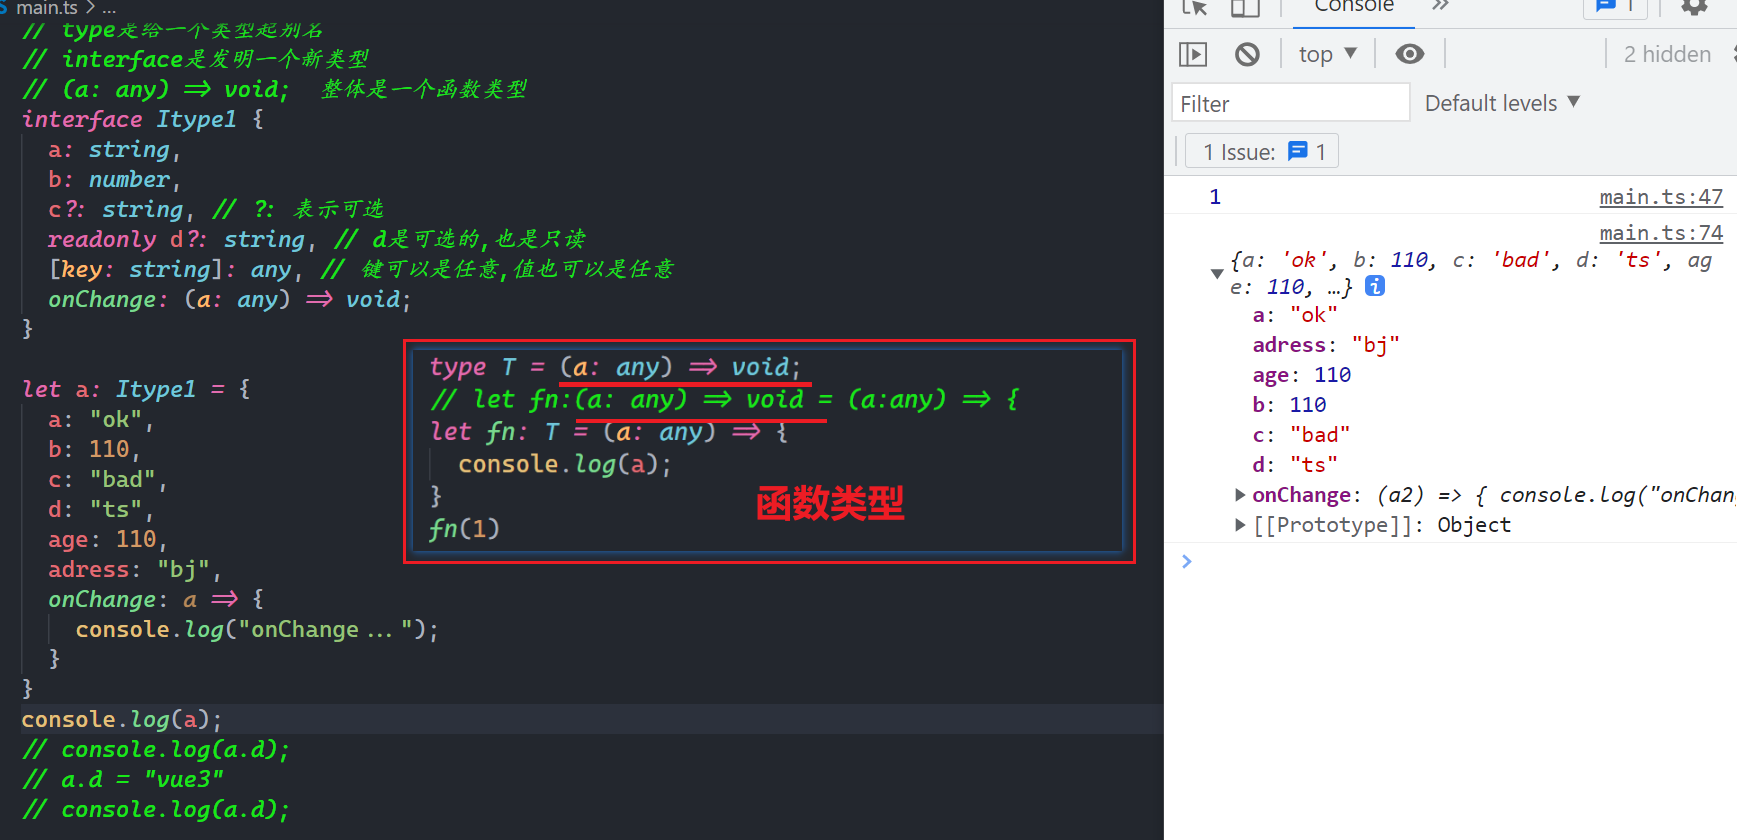 main.ts > ...
// type是给一个类型起别名
// interface是发明一个新类型
// (a: any) => void;  整体是一个函数类型
interface Itype1 {
  a: string,
  b: number,
  c?: string, // ?: 表示可选
  readonly d?: string, // d是可选的,也是只读
  [key: string]: any, // 键可以是任意,值也可以是任意
  onChange: (a: any) => void;
}
let a: Itype1 = {
  a: "ok",
  b: 110,
  c: "bad",
  d: "ts",
  age: 110,
  adress: "bj",
  onChange: a => {
    console.log("onChange...");
  }
}
console.log(a);
// console.log(a.d);
// a.d = "vue3"
// console.log(a.d);
type T = (a: any) => void;
// let fn:(a: any) => void = (a:any) => {
let fn: T = (a: any) => {
  console.log(a);
}
fn(1)
函数类型
Console
1
top
2 hidden
Filter
Default levels
1 Issue: 1
1 main.ts:47
main.ts:74
{a: 'ok', b: 110, c: 'bad', d: 'ts', ag
e: 110, …}
a: "ok"
adress: "bj"
age: 110
b: 110
c: "bad"
d: "ts"
onChange: (a2) => { console.log("onChan
[[Prototype]]: Object